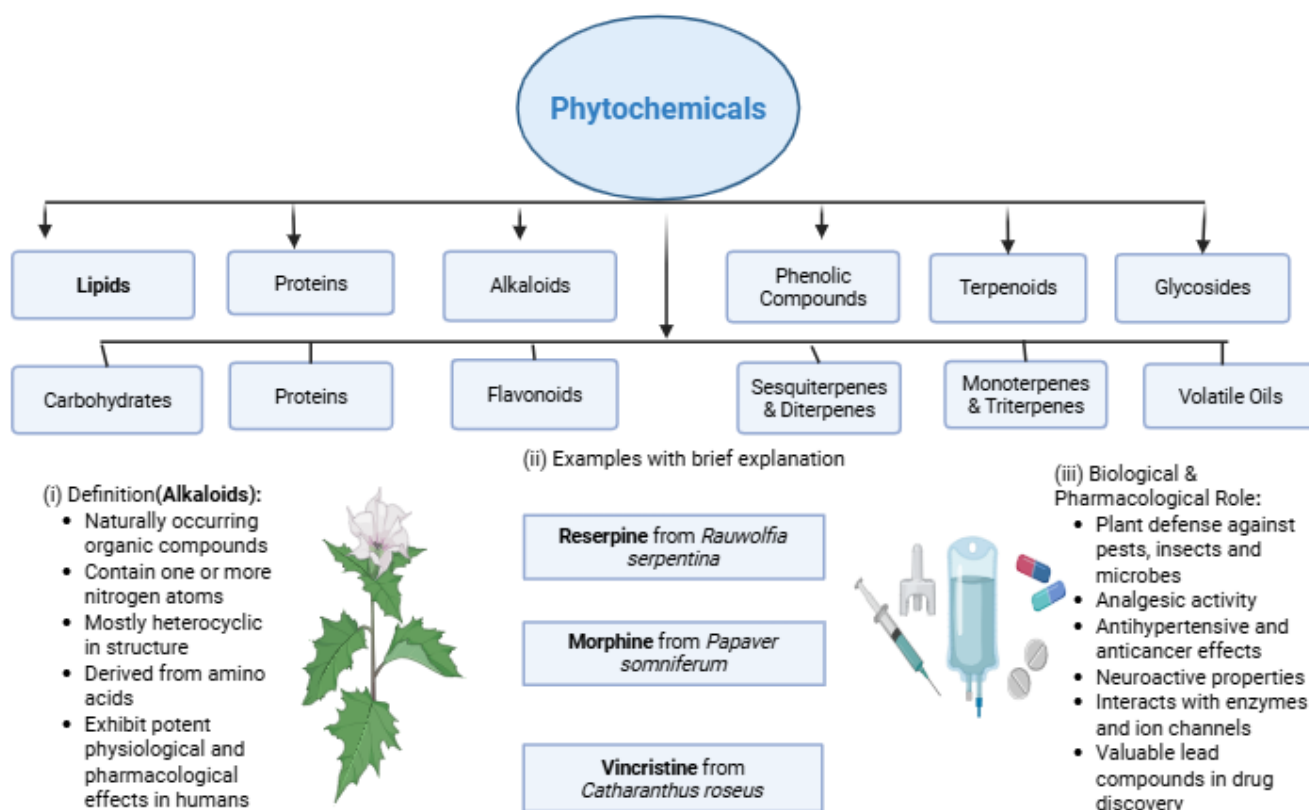 Phytochemicals
Lipids
Proteins
Alkaloids
Phenolic
Compounds
Terpenoids
Glycosides
Carbohydrates
Proteins
Flavonoids
Sesquiterpenes
& Diterpenes
Monoterpenes
& Triterpenes
Volatile Oils
(i) Definition(Alkaloids):
• Naturally occurring
organic compounds
• Contain one or more
nitrogen atoms
• Mostly heterocyclic
in structure
• Derived from amino
acids
• Exhibit potent
physiological and
pharmacological
effects in humans
(ii) Examples with brief explanation
Reserpine from Rauwolfia
serpentina
Morphine from Papaver
somniferum
Vincristine from
Catharanthus roseus
(iii) Biological &
Pharmacological Role:
• Plant defense against
pests, insects and
microbes
• Analgesic activity
• Antihypertensive and
anticancer effects
• Neuroactive properties
• Interacts with enzymes
and ion channels
• Valuable lead
compounds in drug
discovery